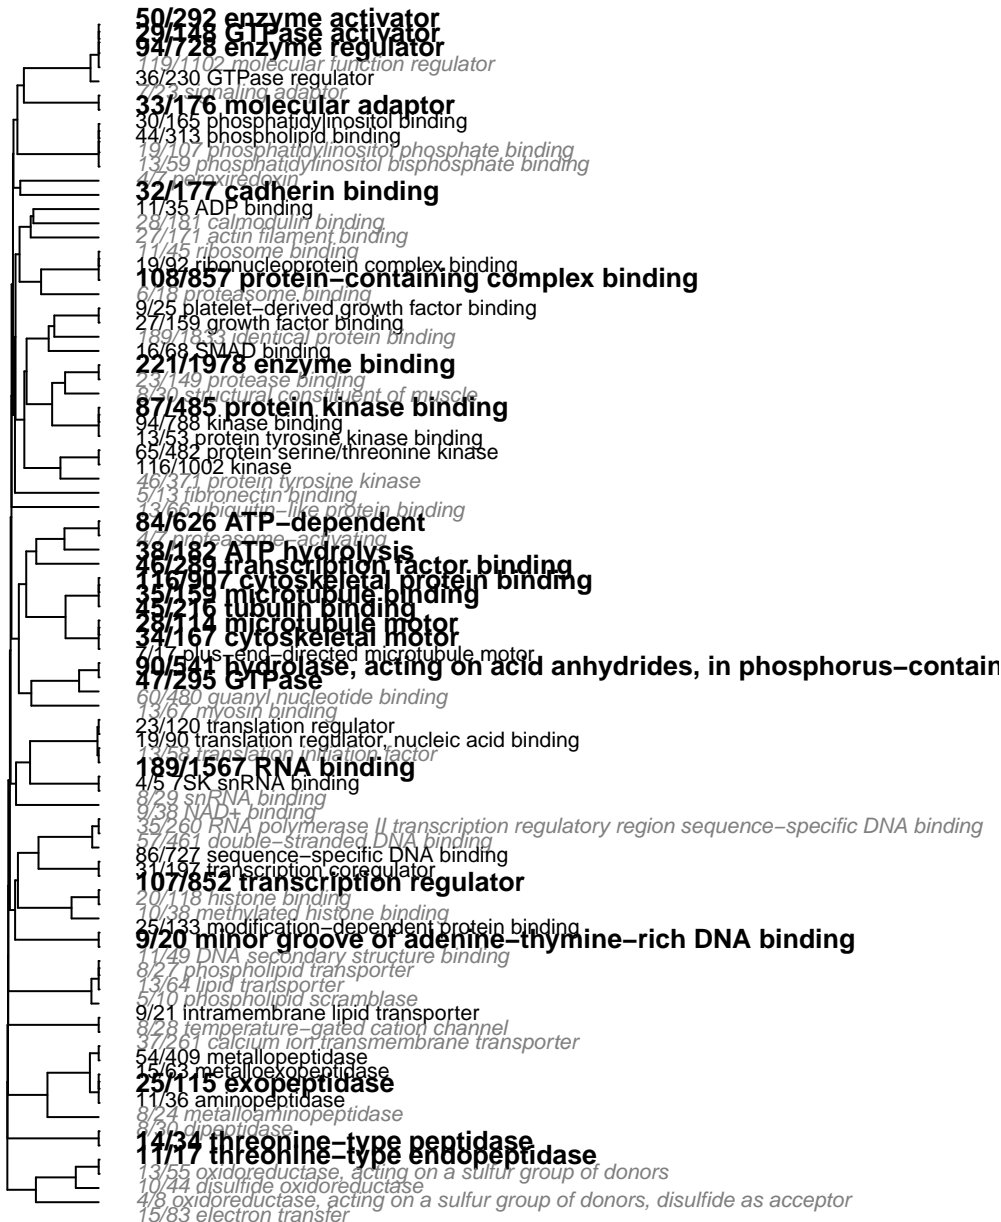 50/292 enzyme activator
29/148 GTPase activator
94/728 enzyme regulator
119/1102 molecular function regulator
36/230 GTPase regulator
7/23 signaling adaptor
33/176 molecular adaptor
30/165 phosphatidylinositol binding
44/313 phospholipid binding
19/107 phosphatidylinositol phosphate binding
13/59 phosphatidylinositol bisphosphate binding
4/7 peroxiredoxin
32/177 cadherin binding
11/35 ADP binding
28/181 calmodulin binding
27/171 actin filament binding
11/45 ribosome binding
19/92 ribonucleoprotein complex binding
108/857 protein−containing complex binding
6/18 proteasome binding
9/25 platelet−derived growth factor binding
27/159 growth factor binding
189/1833 identical protein binding
16/68 SMAD binding
221/1978 enzyme binding
23/149 protease binding
8/30 structural constituent of muscle
87/485 protein kinase binding
94/788 kinase binding
13/53 protein tyrosine kinase binding
65/482 protein serine/threonine kinase
116/1002 kinase
46/371 protein tyrosine kinase
5/13 fibronectin binding
13/66 ubiquitin−like protein binding
84/626 ATP−dependent
4/7 proteasome−activating
38/182 ATP hydrolysis
46/289 transcription factor binding
116/907 cytoskeletal protein binding
35/159 microtubule binding
45/216 tubulin binding
28/114 microtubule motor
34/167 cytoskeletal motor
7/17 plus−end−directed microtubule motor
90/541 hydrolase, acting on acid anhydrides, in phosphorus−contain
47/295 GTPase
60/480 guanyl nucleotide binding
13/67 myosin binding
23/120 translation regulator
19/90 translation regulator, nucleic acid binding
13/58 translation initiation factor
189/1567 RNA binding
4/5 7SK snRNA binding
8/29 snRNA binding
9/38 NAD+ binding
35/260 RNA polymerase II transcription regulatory region sequence−specific DNA binding
57/461 double−stranded DNA binding
86/727 sequence−specific DNA binding
31/197 transcription coregulator
107/852 transcription regulator
20/118 histone binding
10/38 methylated histone binding
25/133 modification−dependent protein binding
9/20 minor groove of adenine−thymine−rich DNA binding
11/49 DNA secondary structure binding
8/27 phospholipid transporter
13/64 lipid transporter
5/10 phospholipid scramblase
9/21 intramembrane lipid transporter
8/28 temperature−gated cation channel
37/261 calcium ion transmembrane transporter
54/409 metallopeptidase
15/63 metalloexopeptidase
25/115 exopeptidase
11/36 aminopeptidase
8/24 metalloaminopeptidase
8/30 dipeptidase
14/34 threonine−type peptidase
11/17 threonine−type endopeptidase
13/55 oxidoreductase, acting on a sulfur group of donors
10/44 disulfide oxidoreductase
4/8 oxidoreductase, acting on a sulfur group of donors, disulfide as acceptor
15/83 electron transfer